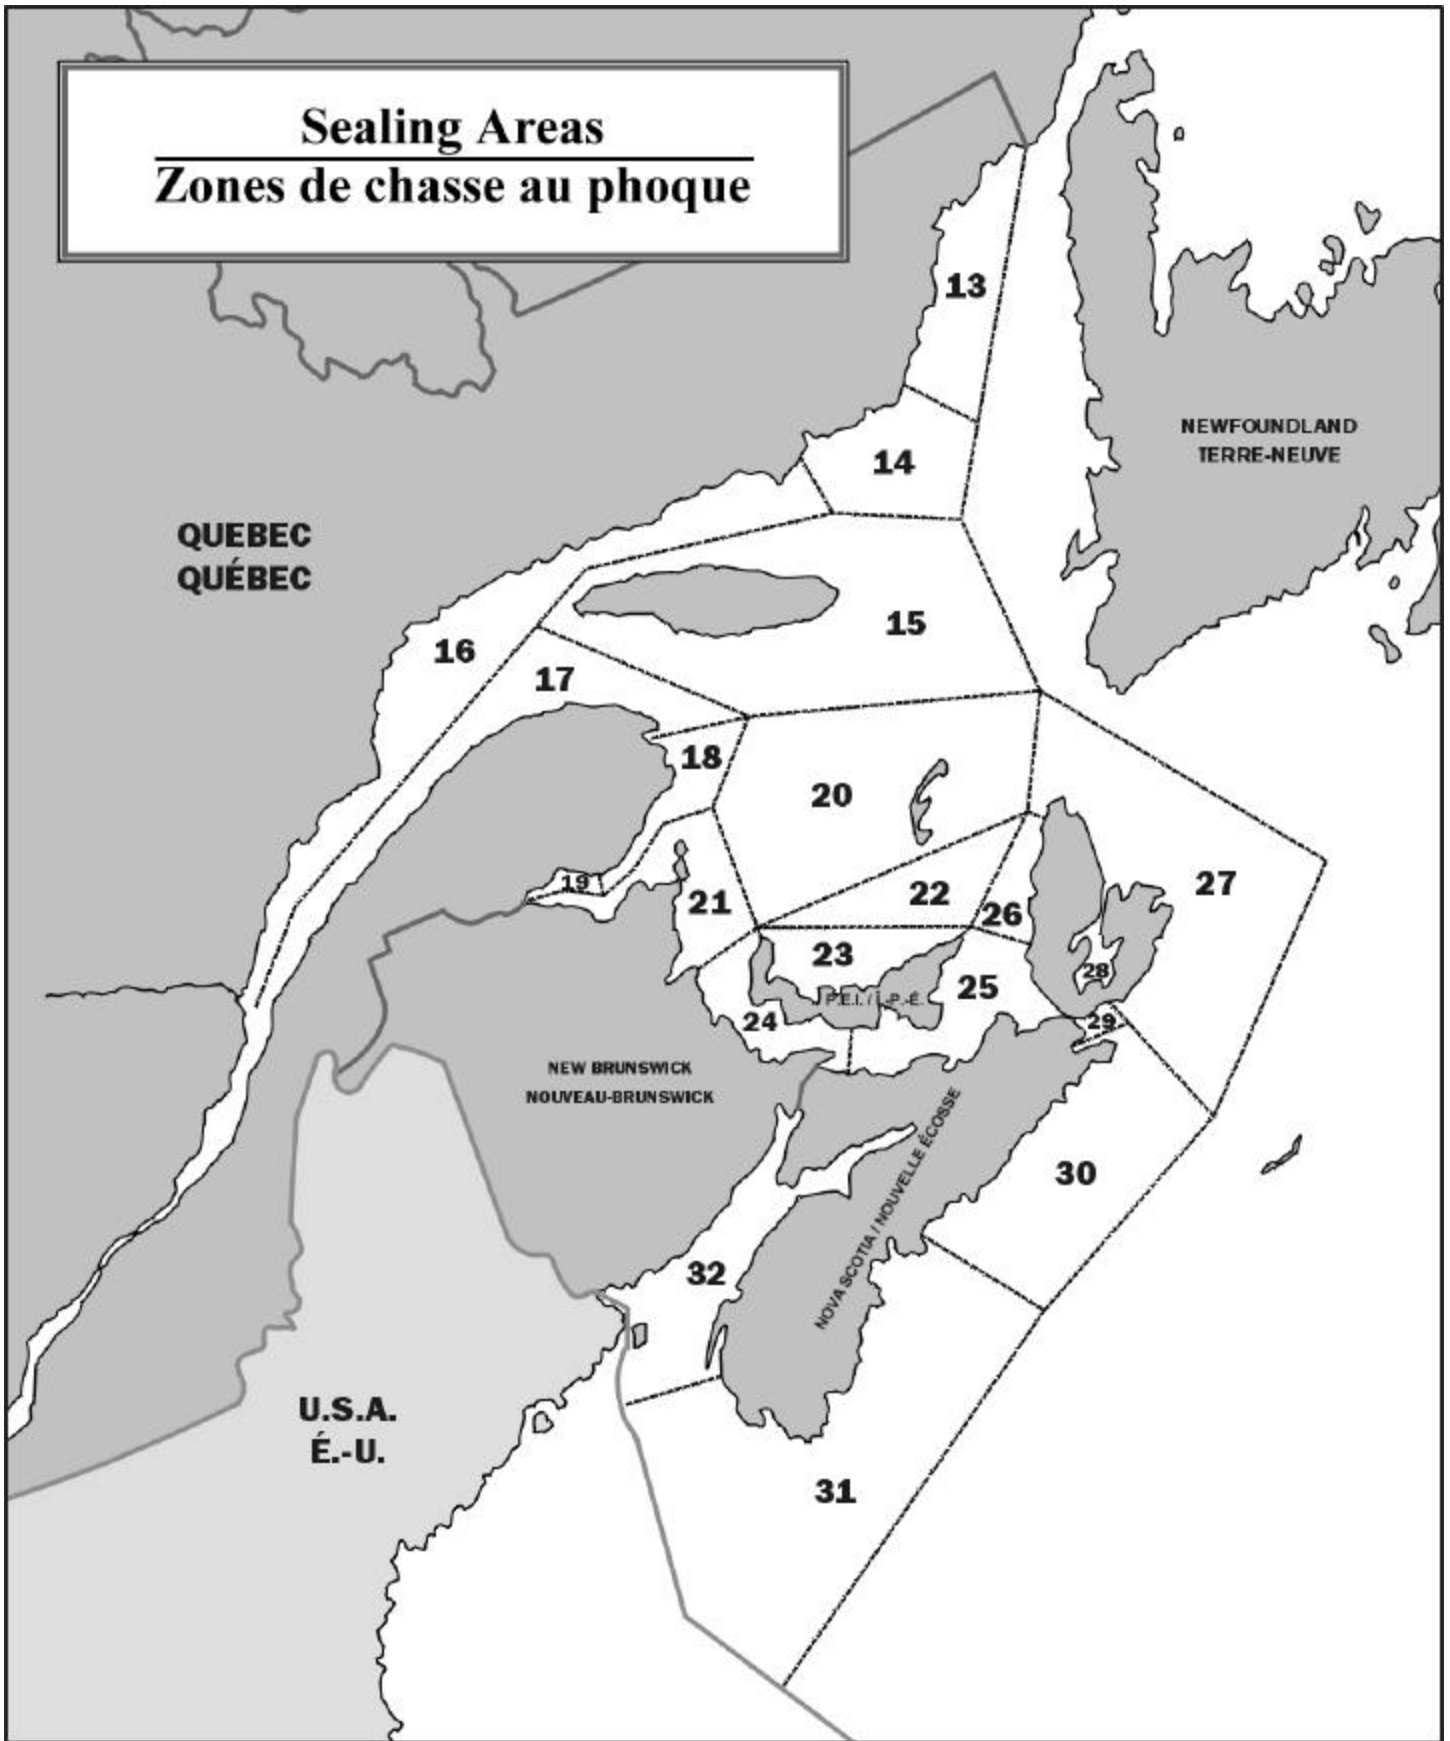 Sealing Areas
Zones de chasse au phoque
13
NEWFOUNDLAND
TERRE-NEUVE
14
QUEBEC
QUÉBEC
15
16
17
18
20
19
21
22
26
27
23
28
25
P.E.I. / Î.-P.-É.
24
29
NEW BRUNSWICK
NOUVEAU-BRUNSWICK
NOVA SCOTIA / NOUVELLE ÉCOSSE
30
32
U.S.A.
É.-U.
31